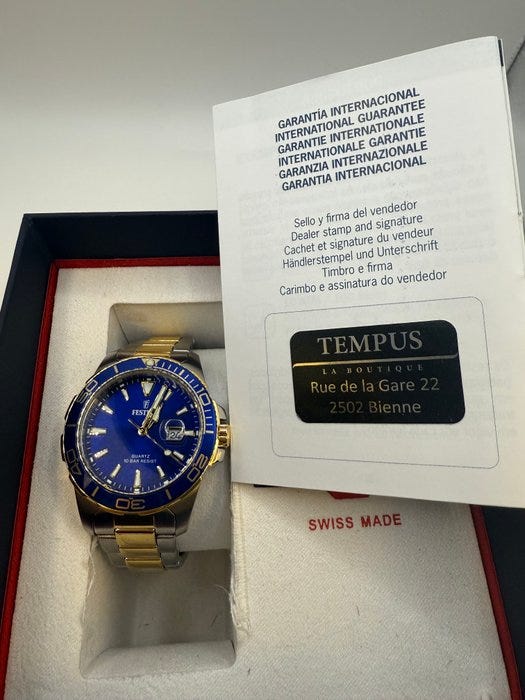 GARANTÍA INTERNACIONAL
INTERNATIONAL GUARANTEE
GARANTIE INTERNATIONALE
INTERNATIONALE GARANTIE
GARANZIA INTERNAZIONALE
GARANTIA INTERNACIONAL
Sello y firma del vendedor
Dealer stamp and signature
Cachet et signature du vendeur
Händlerstempel und Unterschrift
Timbro e firma
Carimbo e assinatura do vendedor
TEMPUS
LA BOUTIQUE
Rue de la Gare 22
2502 Bienne
SWISS MADE
QUARTZ
10 BAR RESIST